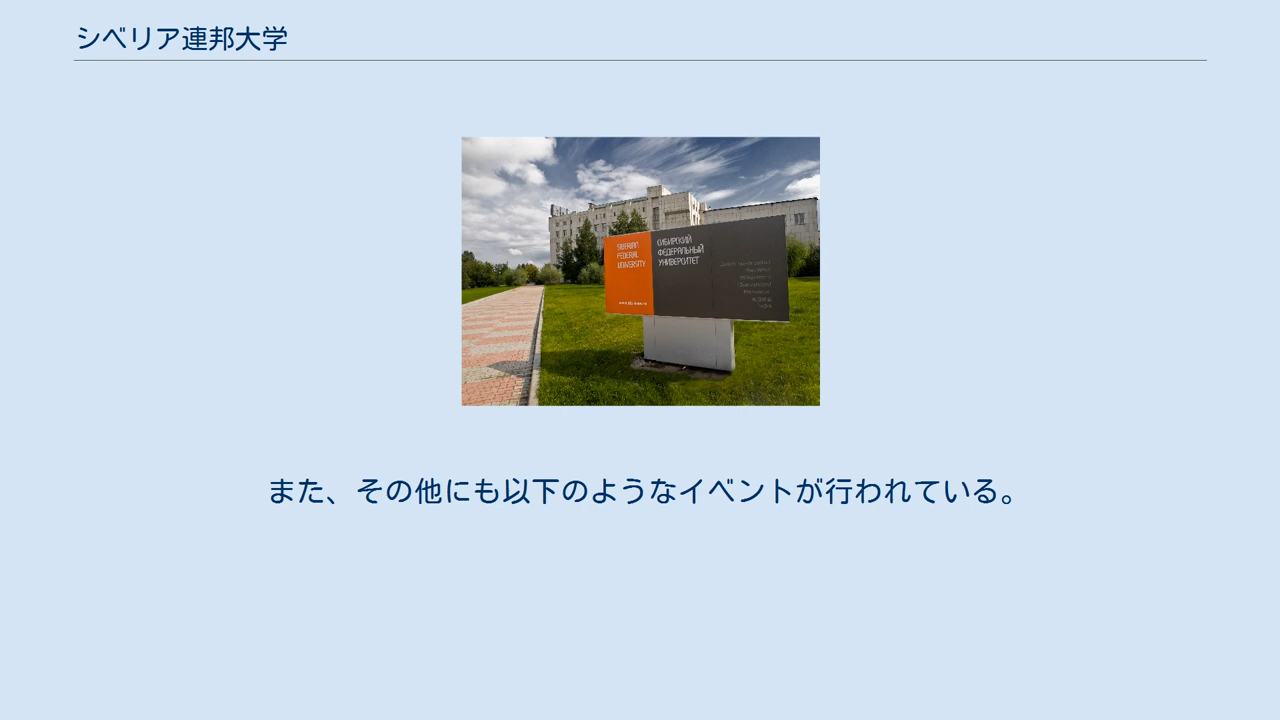 シベリア連邦大学
SIBERIAN
FEDERAL
UNIVERSITY
СИБИРСКИЙ
ФЕДЕРАЛЬНЫЙ
УНИВЕРСИТЕТ
また、その他にも以下のようなイベントが行われている。